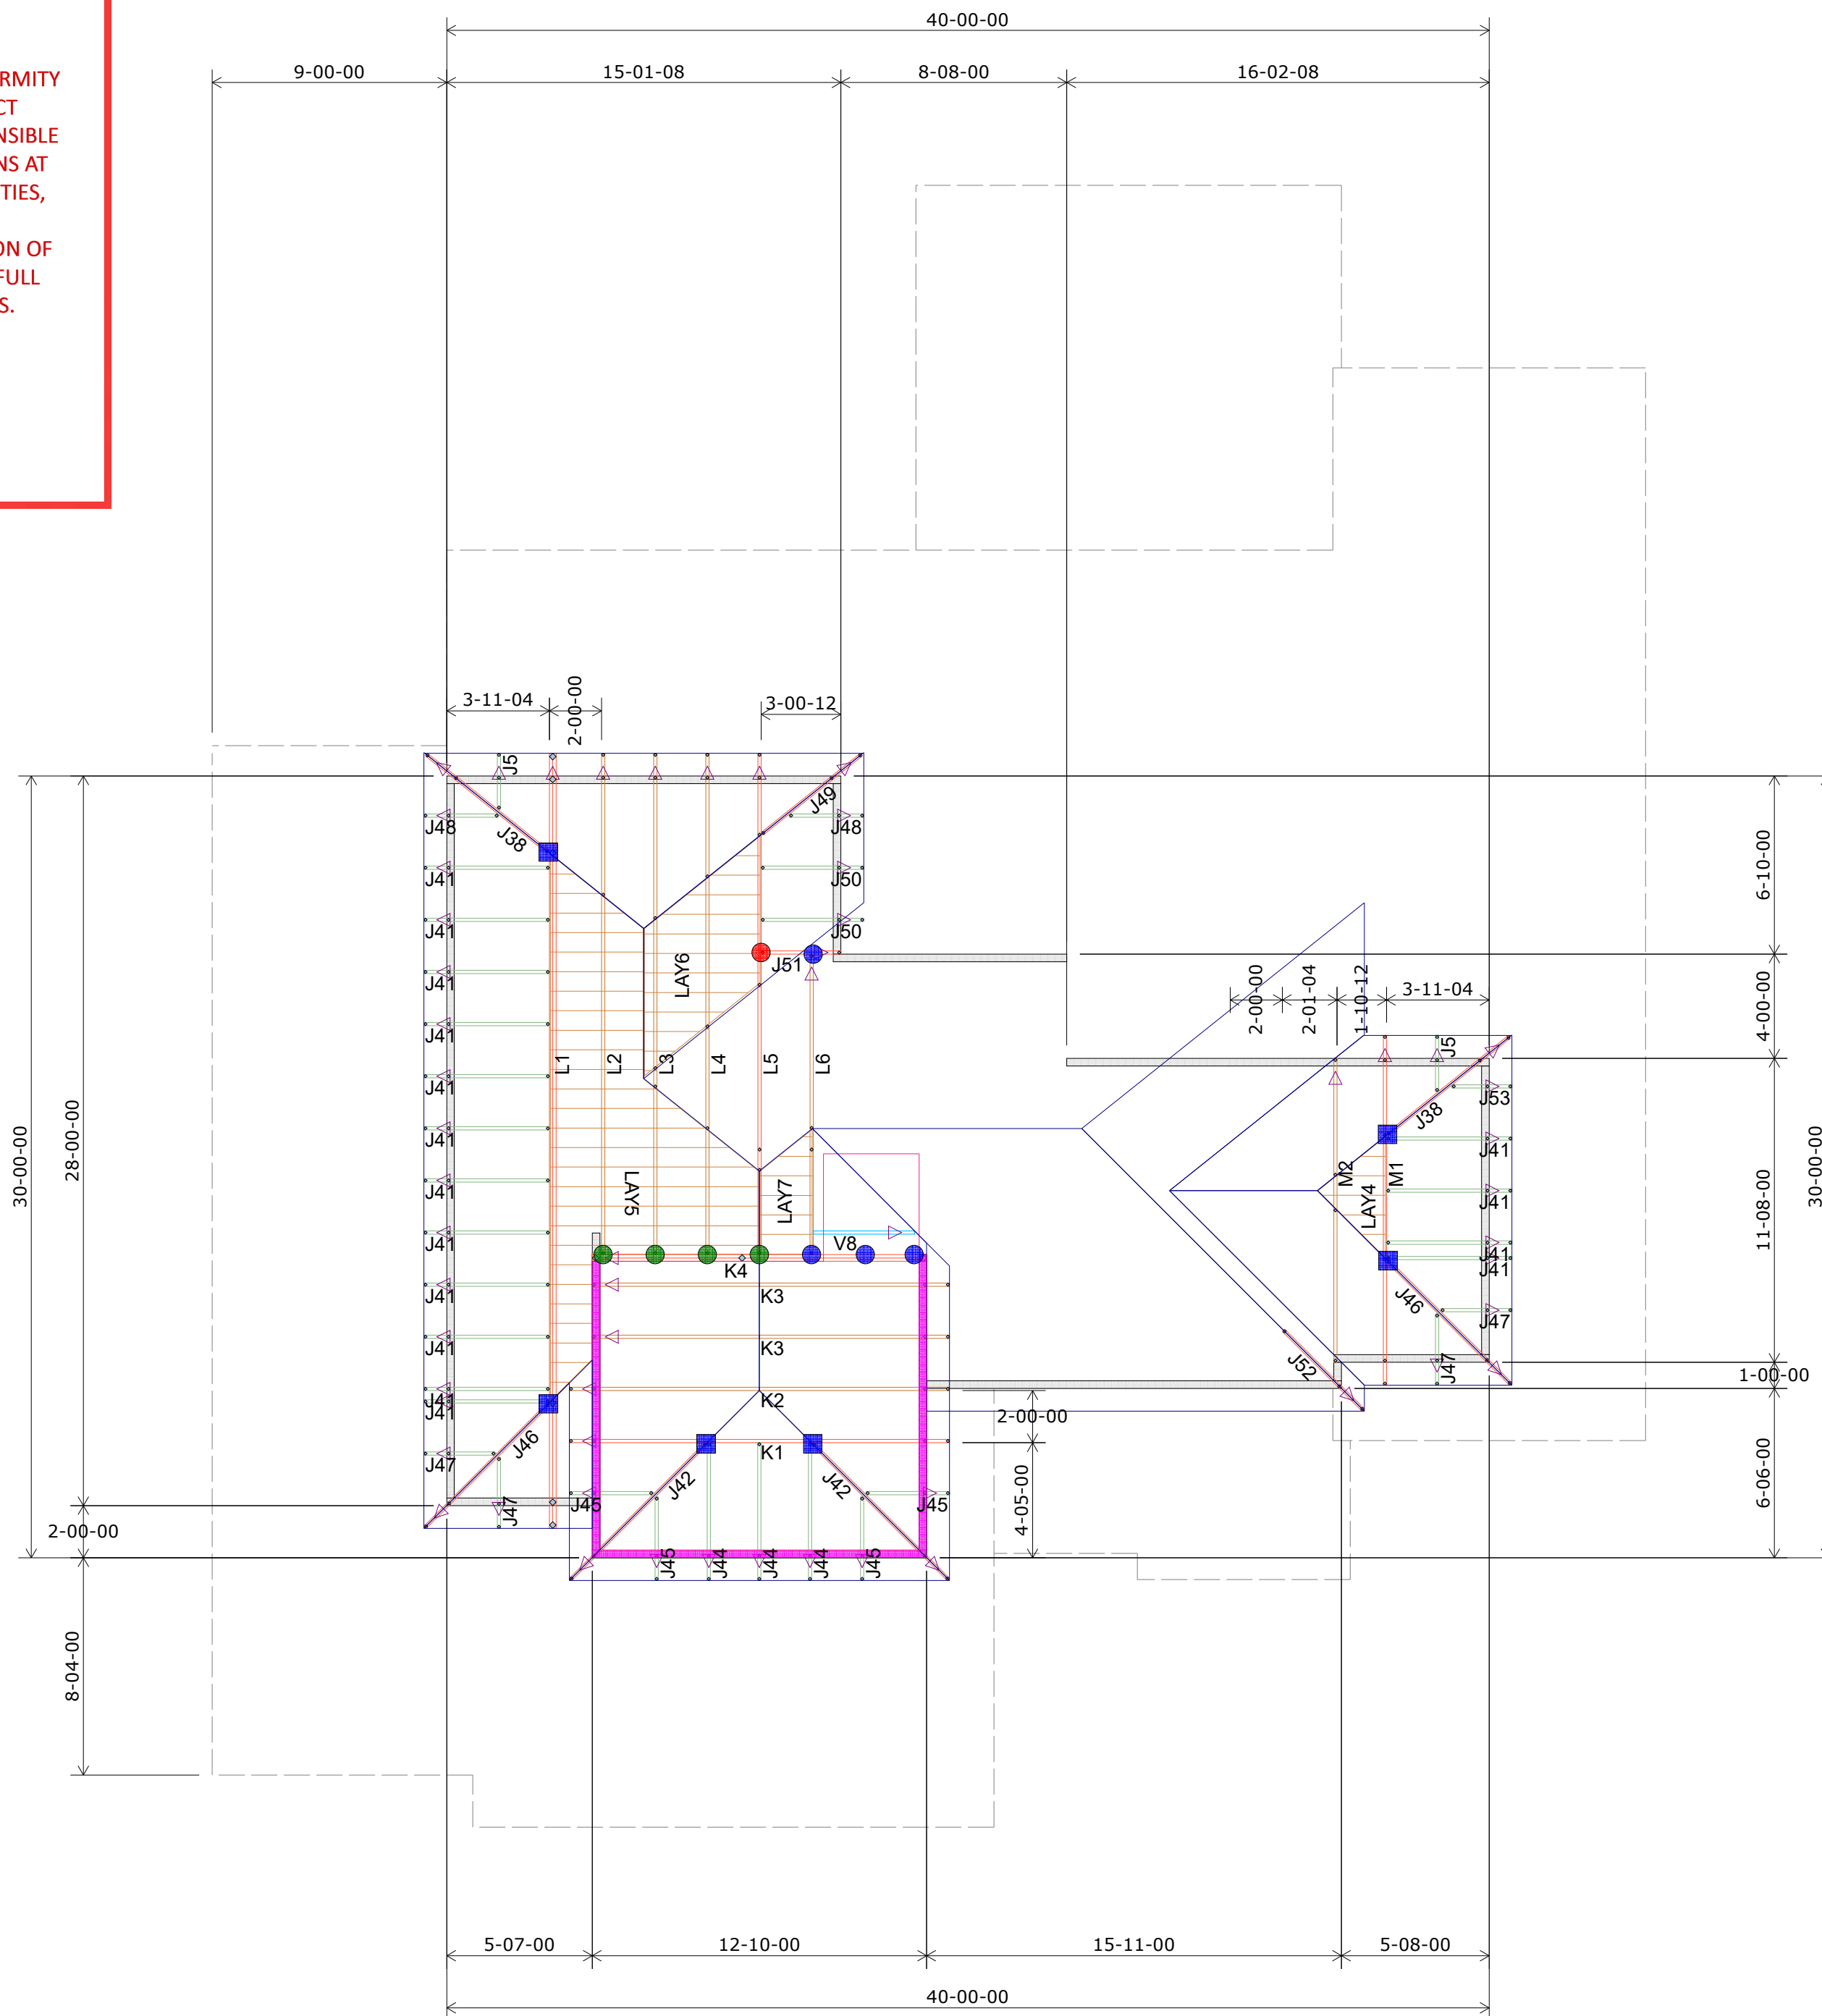 40-00-00
9-00-00
15-01-08
8-08-00
16-02-08
RMITY
CT
NSIBLE
NS AT
TIES,
ON OF
FULL
S.
3-11-04
2-00-00
3-00-12
J5
J49
J48
J38
J48
J41
J50
J41
J50
J41
J51
LAY6
J41
L1
L2
L3
L4
L5
L6
J41
J41
J41
LAY5
LAY7
J41
V8
K4
J41
K3
J41
K3
J41
J41
K2
K1
J46
J47
J47
J42
J42
J45
J45
J45
J44
J44
J44
J45
2-00-00
2-01-04
1-10-12
3-11-04
J5
J53
J38
J41
M2
M1
LAY4
J41
J41
J41
J46
J47
J47
J52
6-10-00
4-00-00
11-08-00
1-00-00
6-06-00
30-00-00
30-00-00
28-00-00
2-00-00
8-04-00
2-00-00
4-05-00
5-07-00
12-10-00
15-11-00
5-08-00
40-00-00